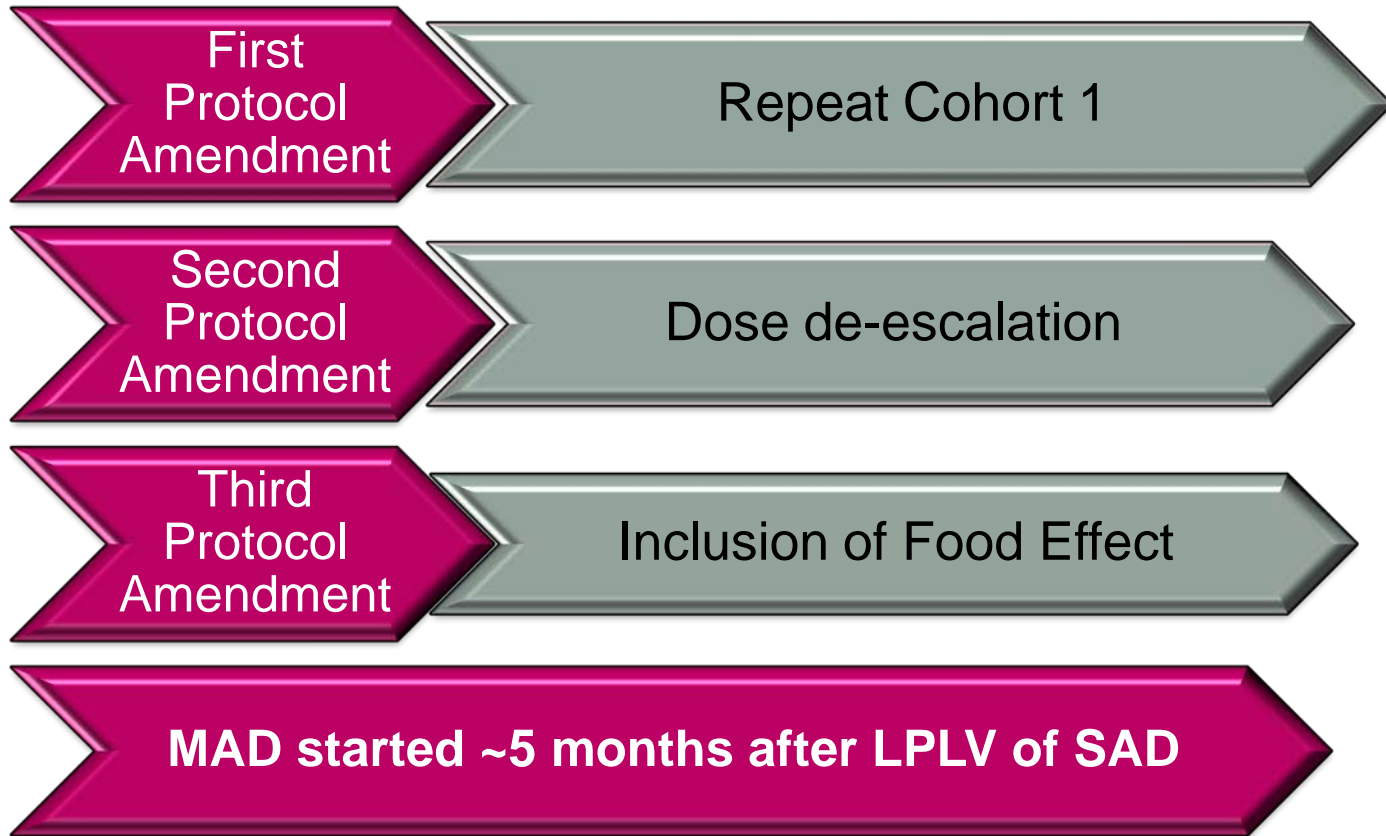 First
Protocol
Amendment
Repeat Cohort 1
Second
Protocol
Amendment
Dose de-escalation
Third
Protocol
Amendment
Inclusion of Food Effect
MAD started ~5 months after LPLV of SAD